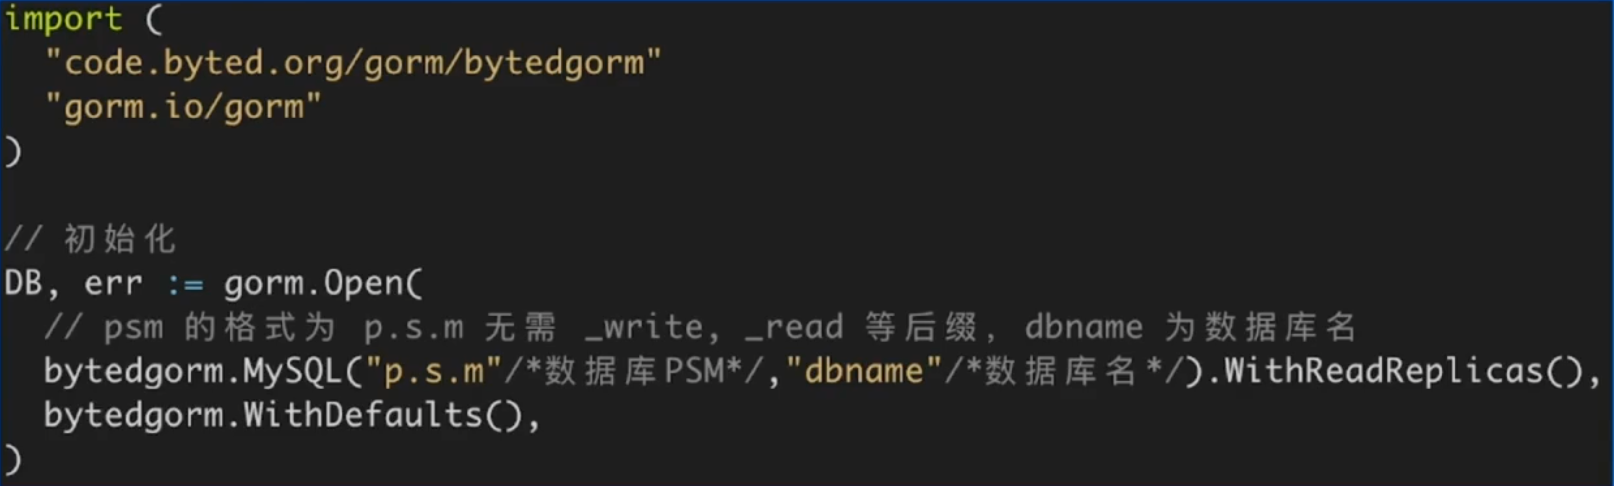 import (
  "code.byted.org/gorm/bytedgorm"
  "gorm.io/gorm"
)
// 初始化
DB, err := gorm.Open(
  // psm 的格式为 p.s.m 无需 _write, _read 等后缀, dbname 为数据库名
  bytedgorm.MySQL("p.s.m"/*数据库PSM*/,"dbname"/*数据库名*/).WithReadReplicas(),
  bytedgorm.WithDefaults(),
)